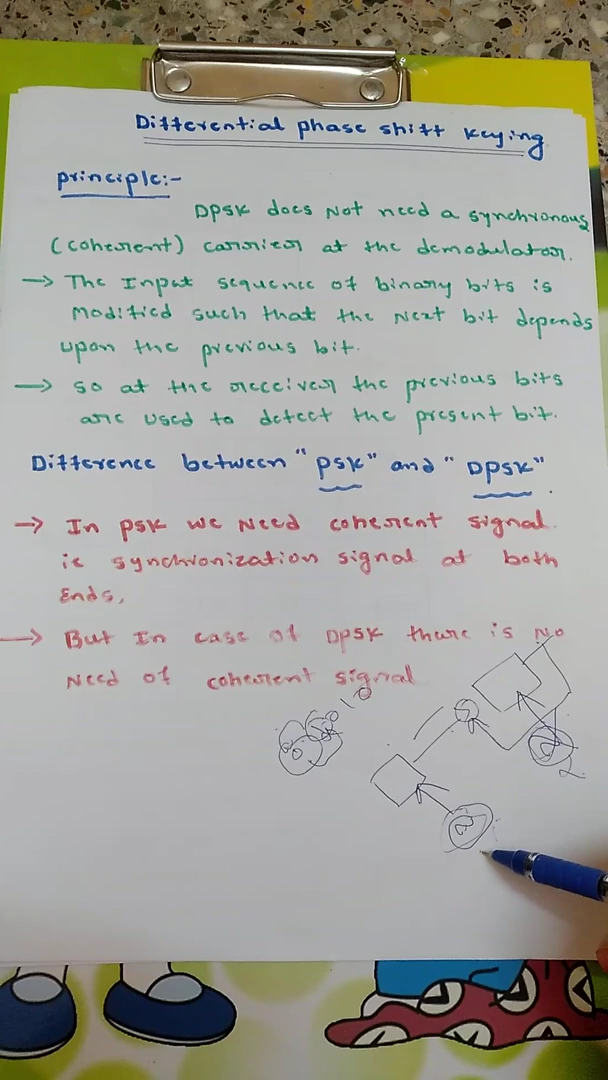 Differential phase shift keying
principle:-
DPSK does not need a synchronous
(coherent) carrier at the demodulator.
→ The Input sequence of binary bits is
Modified such that the Next bit depends
upon the previous bit.
→ so at the receiver the previous bits
are used to detect the present bit.
Difference between "PSK" and "DPSK".
→ In PSK we Need coherent signal.
ie synchronization signal at both
Ends,
→ But In case of DPSK there is No
Need of coherent signal